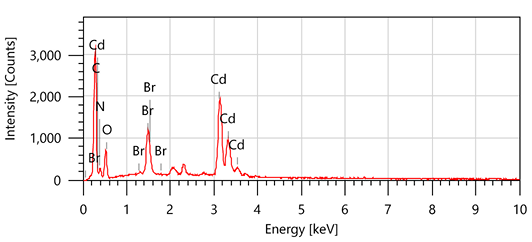 Intensity [Counts]
3,000
2,000
1,000
0
Cd
C
N
O
Br
Br
Br
Br
Br
Cd
Cd
Cd
0 1 2 3 4 5 6 7 8 9 10
Energy [keV]